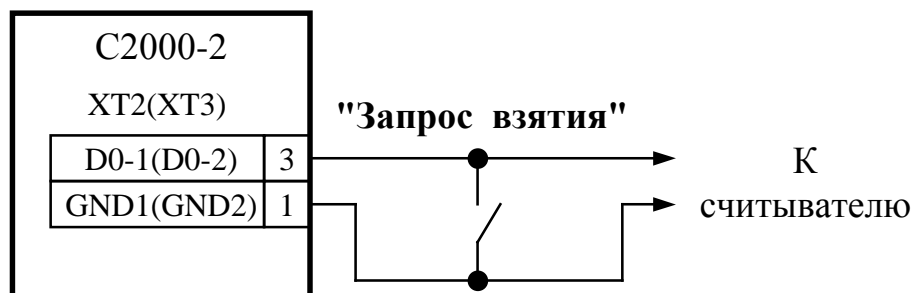 С2000-2
XT2(XT3)
"Запрос взятия"
D0-1(D0-2) 3
К
GND1(GND2) 1
считывателю